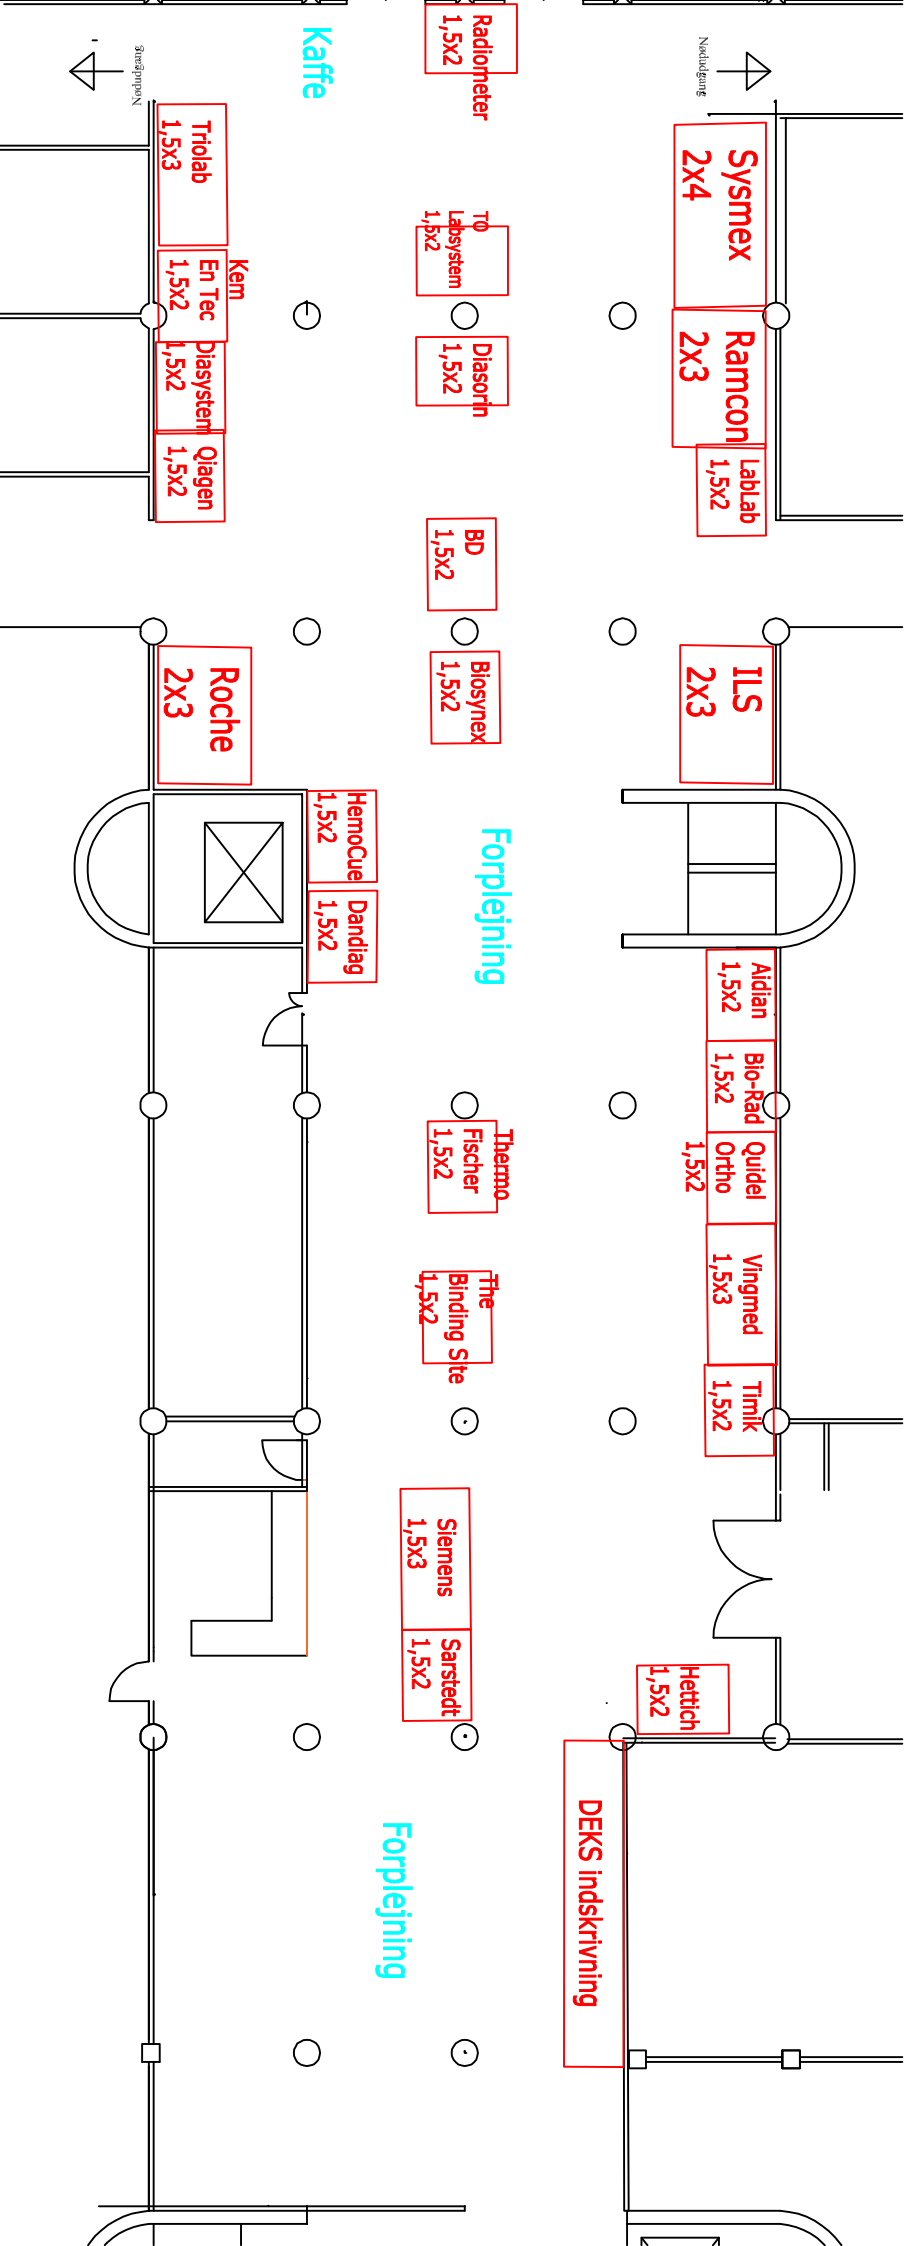 Kaffe
Radiometer
1,5x2
Nødudgang
Nødudgang
Triolab
1,5x3
Sysmex
2x4
TO
Labsystem
1,5x2
Kem
En Tec
1,5x2
Diasystem
1,5x2
Diasorin
1,5x2
Ramcon
2x3
Qiagen
1,5x2
LabLab
1,5x2
BD
1,5x2
Roche
2x3
Biosynex
1,5x2
ILS
2x3
HemoCue
1,5x2
Forplejning
Dandiag
1,5x2
Aidian
1,5x2
Bio-Rad
1,5x2
Thermo
Fischer
1,5x2
Quidel
Ortho
1,5x2
The
Binding Site
1,5x2
Vingmed
1,5x3
Timik
1,5x2
Siemens
1,5x3
Sarstedt
1,5x2
Hettich
1,5x2
Forplejning
DEKS indskrivning